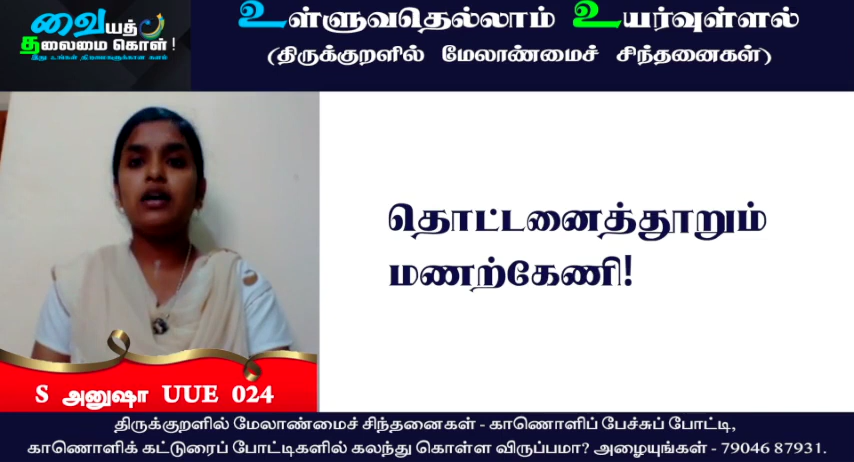 வையத்
தலைமை கொள் !
உள்ளுவதெல்லாம் உயர்வுள்ளல்
(திருக்குறளில் மேலாண்மைச் சிந்தனைகள்)
தொட்டனைத்தூறும்
மணற்கேணி!
S அனுஷா UUE 024
திருக்குறளில் மேலாண்மைச் சிந்தனைகள் - காணொளிப் பேச்சுப் போட்டி,
காணொளிக் கட்டுரைப் போட்டிகளில் கலந்து கொள்ள விருப்பமா? அழையுங்கள் - 79046 87931.